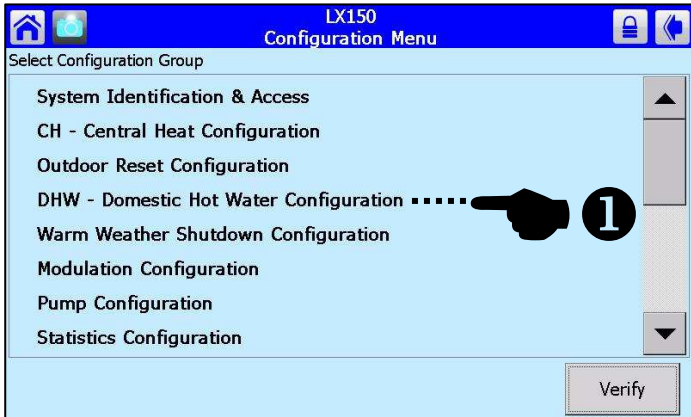 LX150
Configuration Menu
Select Configuration Group
System Identification & Access
CH - Central Heat Configuration
Outdoor Reset Configuration
DHW - Domestic Hot Water Configuration
1
Warm Weather Shutdown Configuration
Modulation Configuration
Pump Configuration
Statistics Configuration
Verify